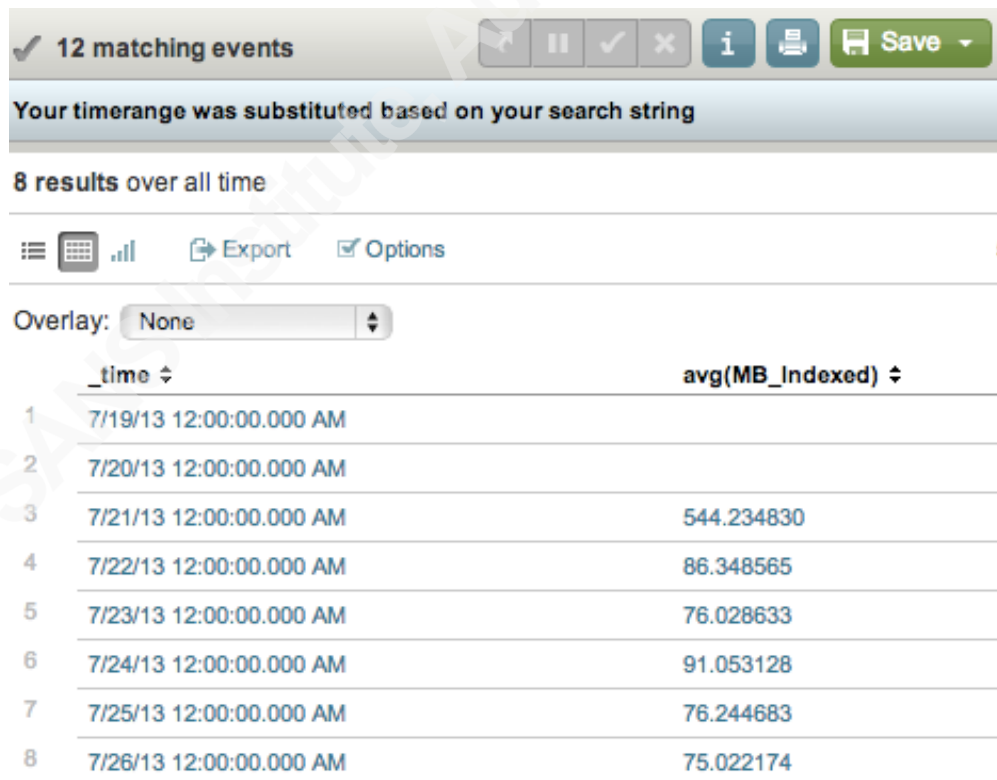 12 matching events
i
Save
Your timerange was substituted based on your search string
8 results over all time
Export Options
Overlay: None
_time avg(MB_Indexed)
1 7/19/13 12:00:00.000 AM
2 7/20/13 12:00:00.000 AM
3 7/21/13 12:00:00.000 AM 544.234830
4 7/22/13 12:00:00.000 AM 86.348565
5 7/23/13 12:00:00.000 AM 76.028633
6 7/24/13 12:00:00.000 AM 91.053128
7 7/25/13 12:00:00.000 AM 76.244683
8 7/26/13 12:00:00.000 AM 75.022174
SANS Institute